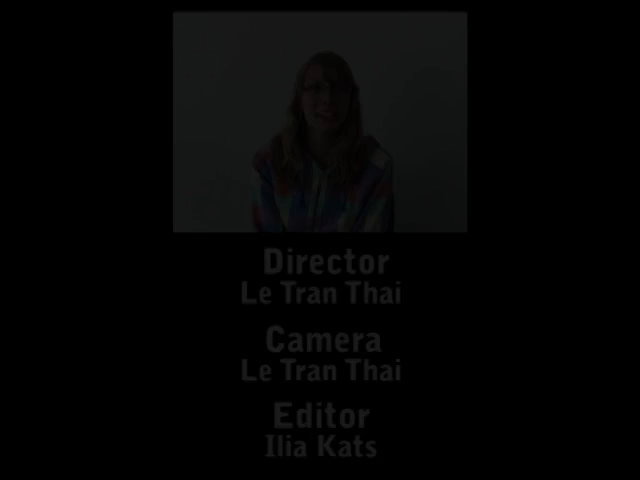 Director
Le Tran Thai
Camera
Le Tran Thai
Editor
Ilia Kats